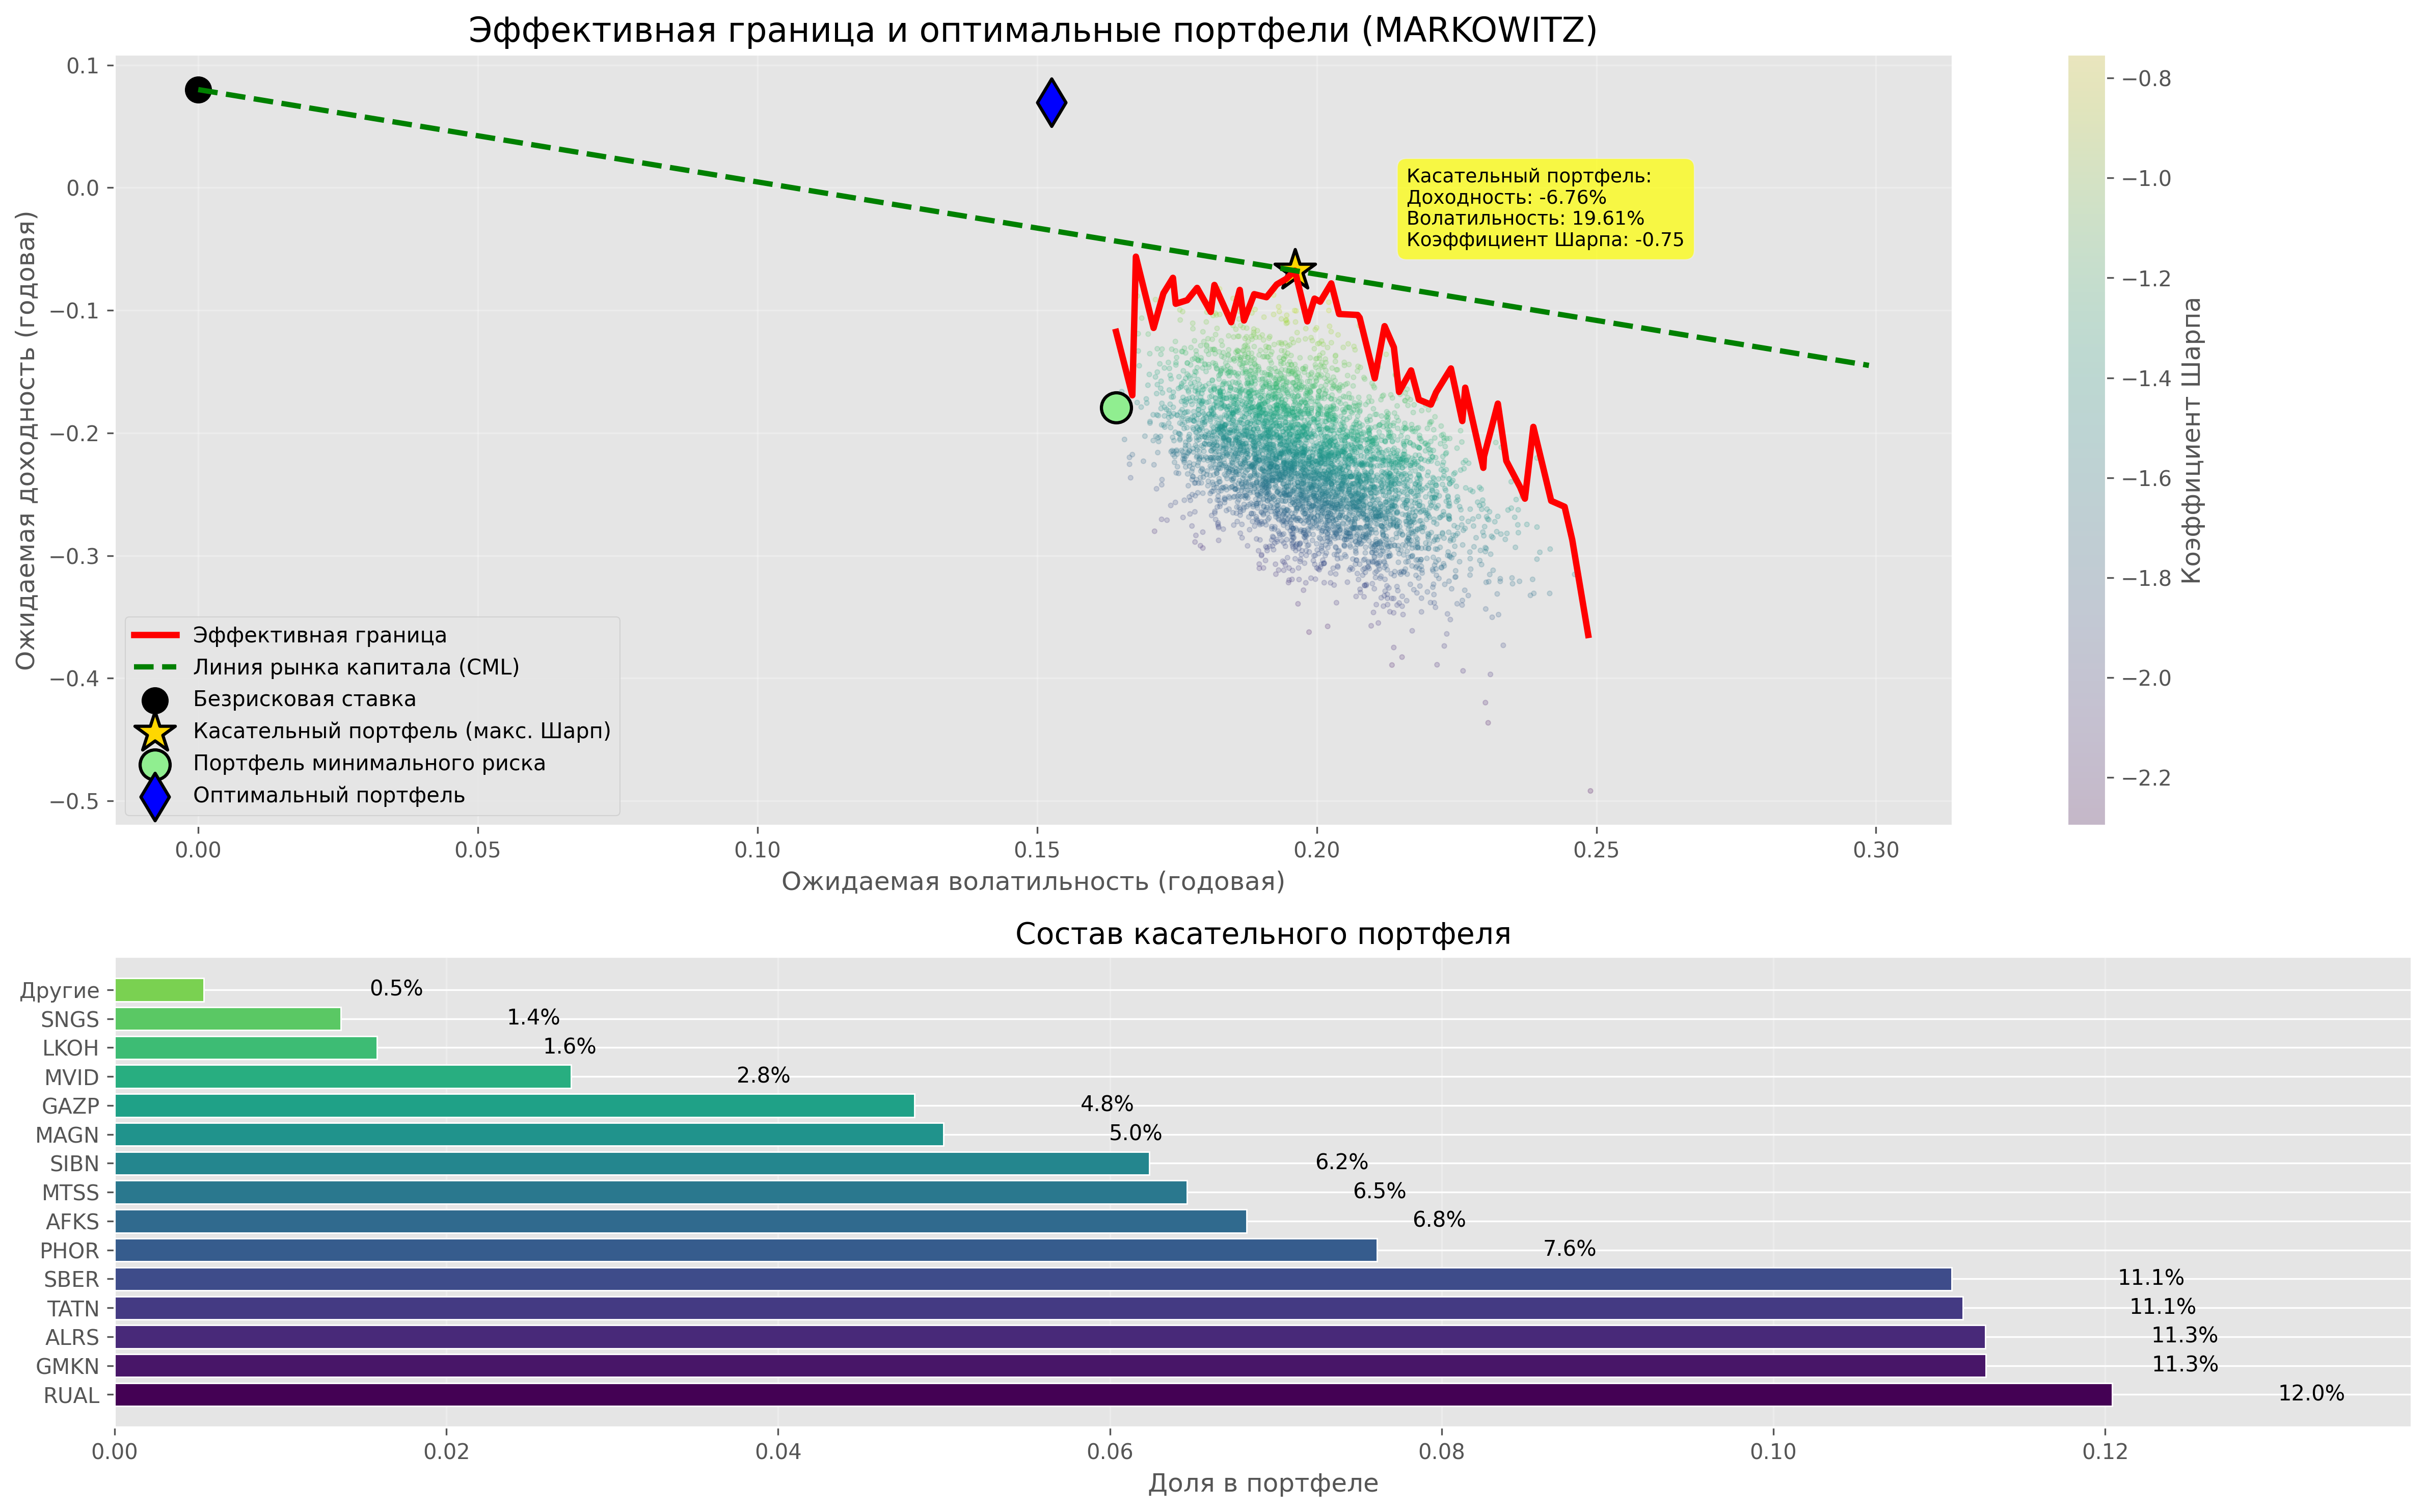 Эффективная граница и оптимальные портфели (MARKOWITZ)
Ожидаемая доходность (годовая)
0.1
0.0
−0.1
−0.2
−0.3
−0.4
−0.5
Касательный портфель:
Доходность: -6.76%
Волатильность: 19.61%
Коэффициент Шарпа: -0.75
Эффективная граница
Линия рынка капитала (CML)
Безрисковая ставка
Касательный портфель (макс. Шарп)
Портфель минимального риска
Оптимальный портфель
0.00 0.05 0.10 0.15 0.20 0.25 0.30
Ожидаемая волатильность (годовая)
−0.8
−1.0
−1.2
−1.4
−1.6
−1.8
−2.0
−2.2
Коэффициент Шарпа
Состав касательного портфеля
Другие 0.5%
SNGS 1.4%
LKOH 1.6%
MVID 2.8%
GAZP 4.8%
MAGN 5.0%
SIBN 6.2%
MTSS 6.5%
AFKS 6.8%
PHOR 7.6%
SBER 11.1%
TATN 11.1%
ALRS 11.3%
GMKN 11.3%
RUAL 12.0%
0.00 0.02 0.04 0.06 0.08 0.10 0.12
Доля в портфеле